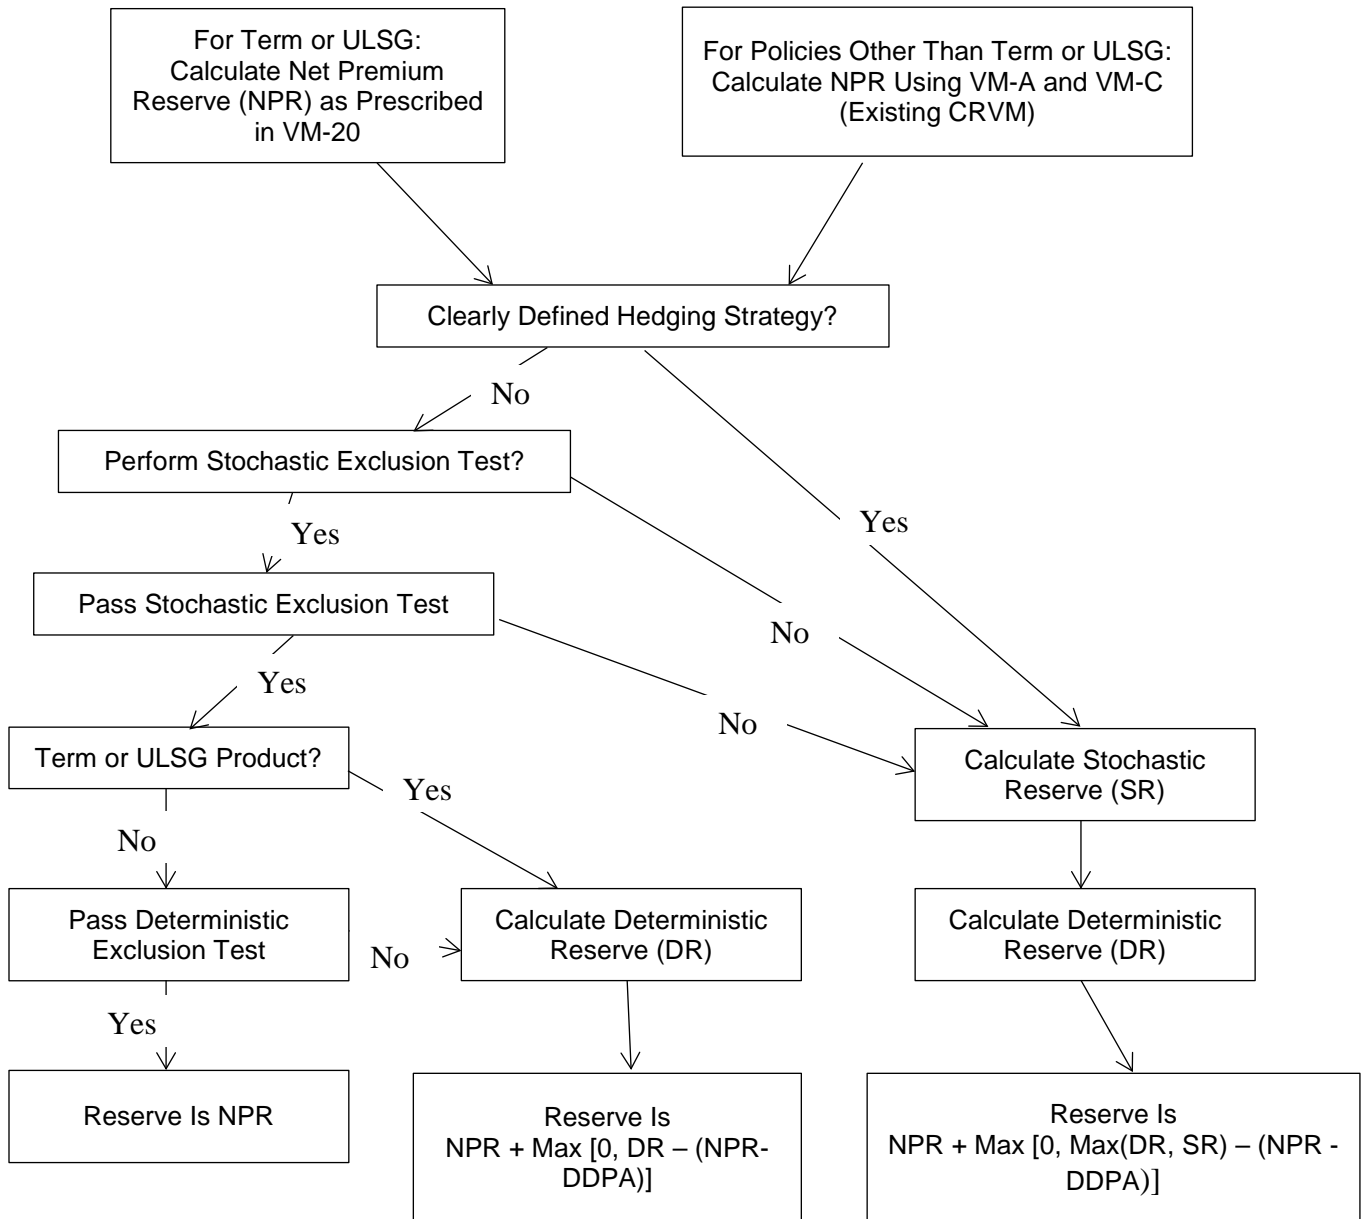 For Term or ULSG:
Calculate Net Premium
Reserve (NPR) as Prescribed
in VM-20
For Policies Other Than Term or ULSG:
Calculate NPR Using VM-A and VM-C
(Existing CRVM)
Clearly Defined Hedging Strategy?
No
Perform Stochastic Exclusion Test?
Yes
Yes
Pass Stochastic Exclusion Test
No
Yes
No
Term or ULSG Product?
Calculate Stochastic
Reserve (SR)
Yes
No
Pass Deterministic
Exclusion Test
No
Calculate Deterministic
Reserve (DR)
Calculate Deterministic
Reserve (DR)
Yes
Reserve Is NPR
Reserve Is
NPR + Max [0, DR – (NPR-
DDPA)]
Reserve Is
NPR + Max [0, Max(DR, SR) – (NPR -
DDPA)]